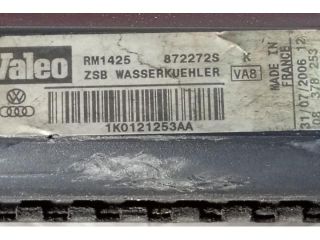 Valeo
RM1425 872272S K
ZSB WASSERKUEHLER VA8
1K0121253AA
MADE IN
FRANCE
31/07/2006 12
08 378 253